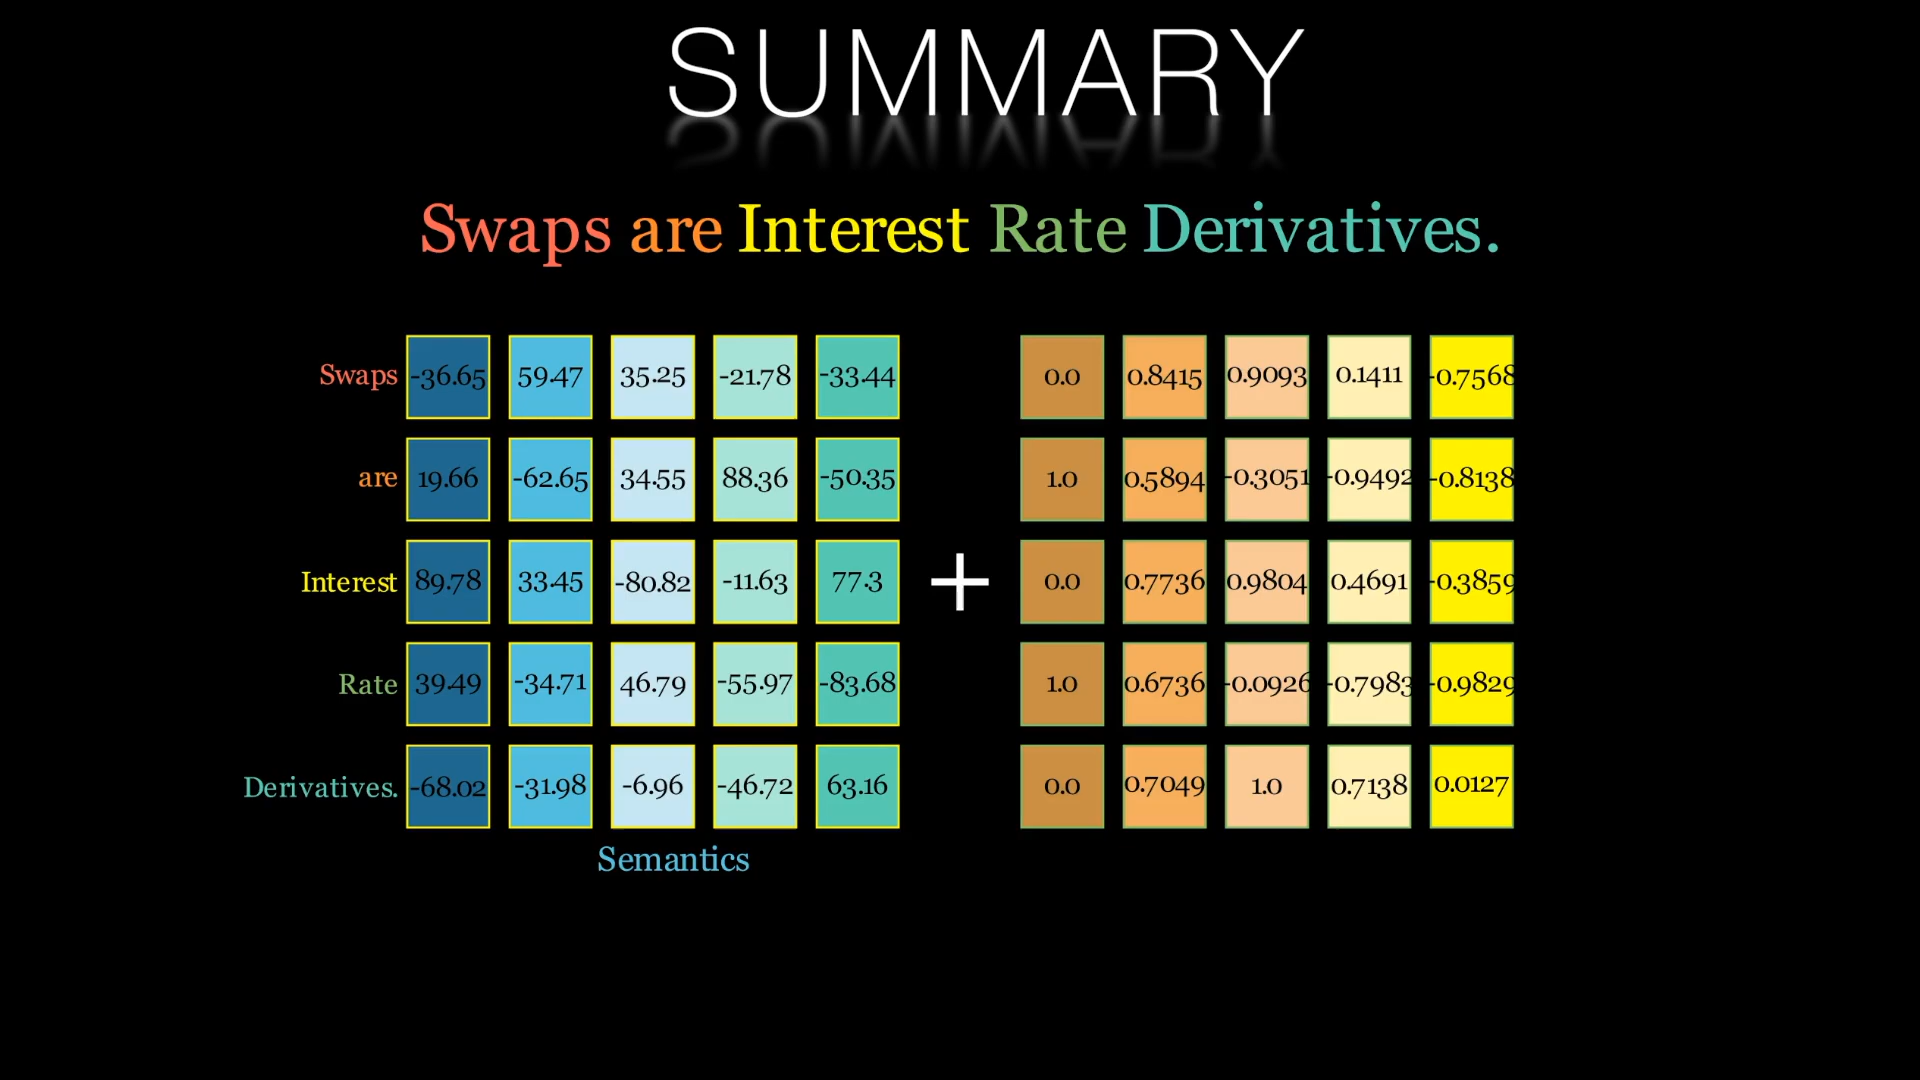 SUMMARY
Swaps are Interest Rate Derivatives.
Swaps -36.65 59.47 35.25 -21.78 -33.44 0.0 0.8415 0.9093 0.1411 -0.7568
are 19.66 -62.65 34.55 88.36 -50.35 1.0 0.5894 -0.3051 -0.9492 -0.8138
Interest 89.78 33.45 -80.82 -11.63 77.3 + 0.0 0.7736 0.9804 0.4691 -0.3859
Rate 39.49 -34.71 46.79 -55.97 -83.68 1.0 0.6736 -0.0926 -0.7983 -0.9829
Derivatives. -68.02 -31.98 -6.96 -46.72 63.16 0.0 0.7049 1.0 0.7138 0.0127
Semantics